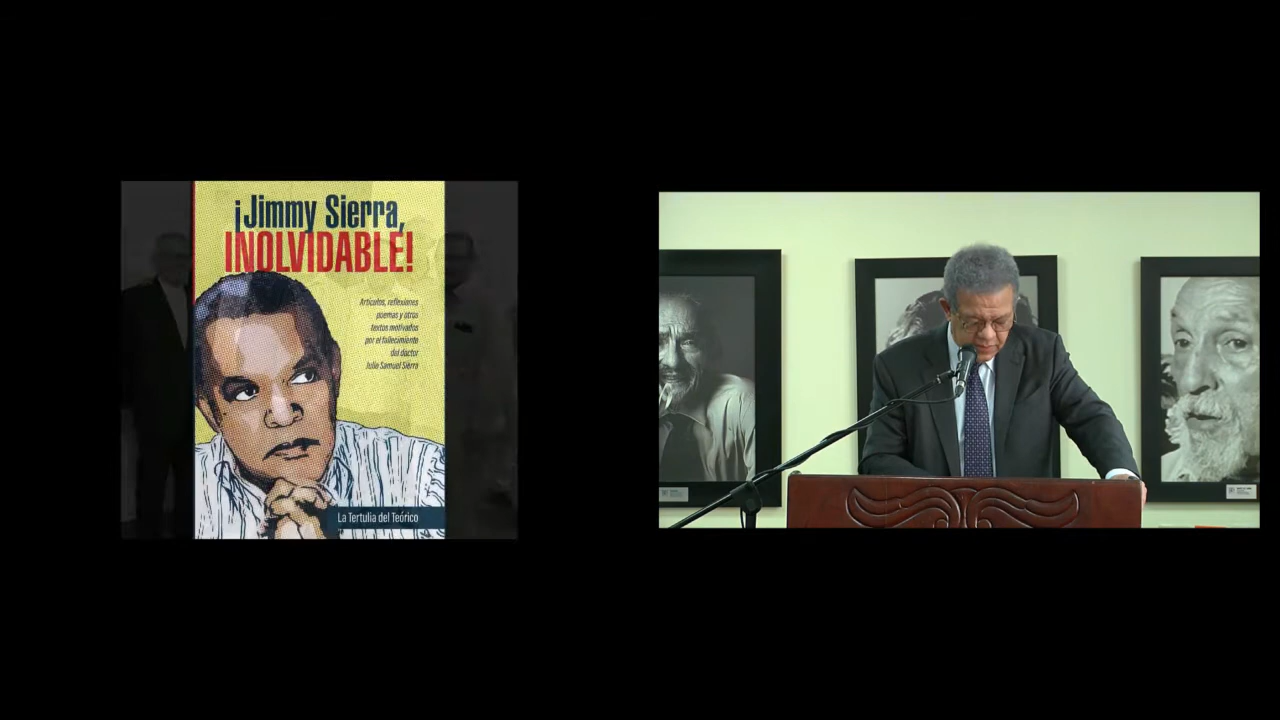 ¡Jimmy Sierra,
INOLVIDABLE!
Artículos, reflexiones
poemas y otros
textos motivados
por el fallecimiento
del doctor
Julio Samuel Sierra
La Tertulia del Teórico